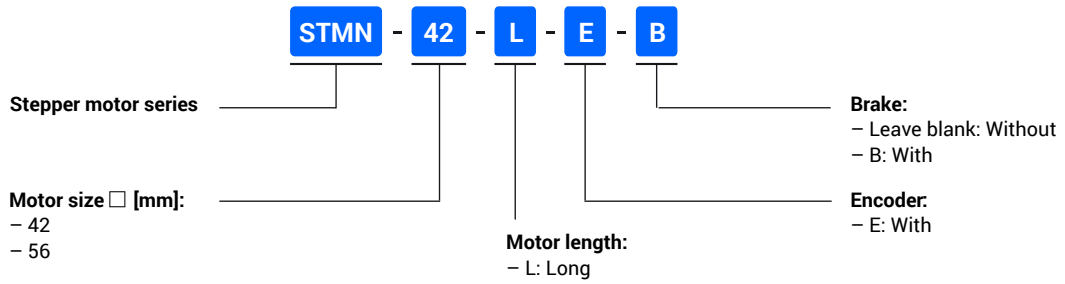 STMN - 42 - L - E - B
Stepper motor series
Brake:
– Leave blank: Without
– B: With
Motor size □ [mm]:
– 42
– 56
Encoder:
– E: With
Motor length:
– L: Long